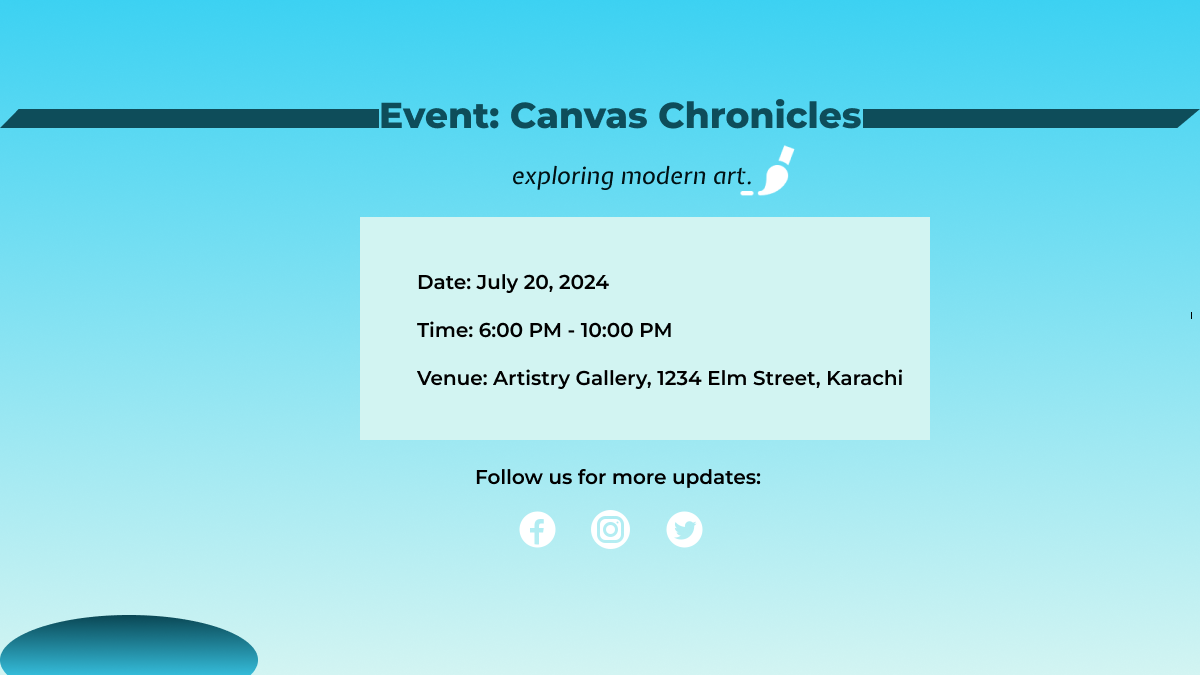 Event: Canvas Chronicles
exploring modern art.
Date: July 20, 2024
Time: 6:00 PM - 10:00 PM
Venue: Artistry Gallery, 1234 Elm Street, Karachi
Follow us for more updates: